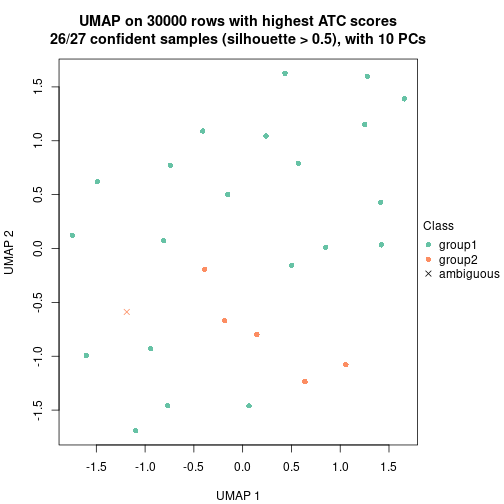 UMAP on 30000 rows with highest ATC scores
26/27 confident samples (silhouette > 0.5), with 10 PCs
1.5
1.0
0.5
0.0
-0.5
-1.0
-1.5
UMAP 2
Class
group1
group2
ambiguous
-1.5 -1.0 -0.5 0.0 0.5 1.0 1.5
UMAP 1